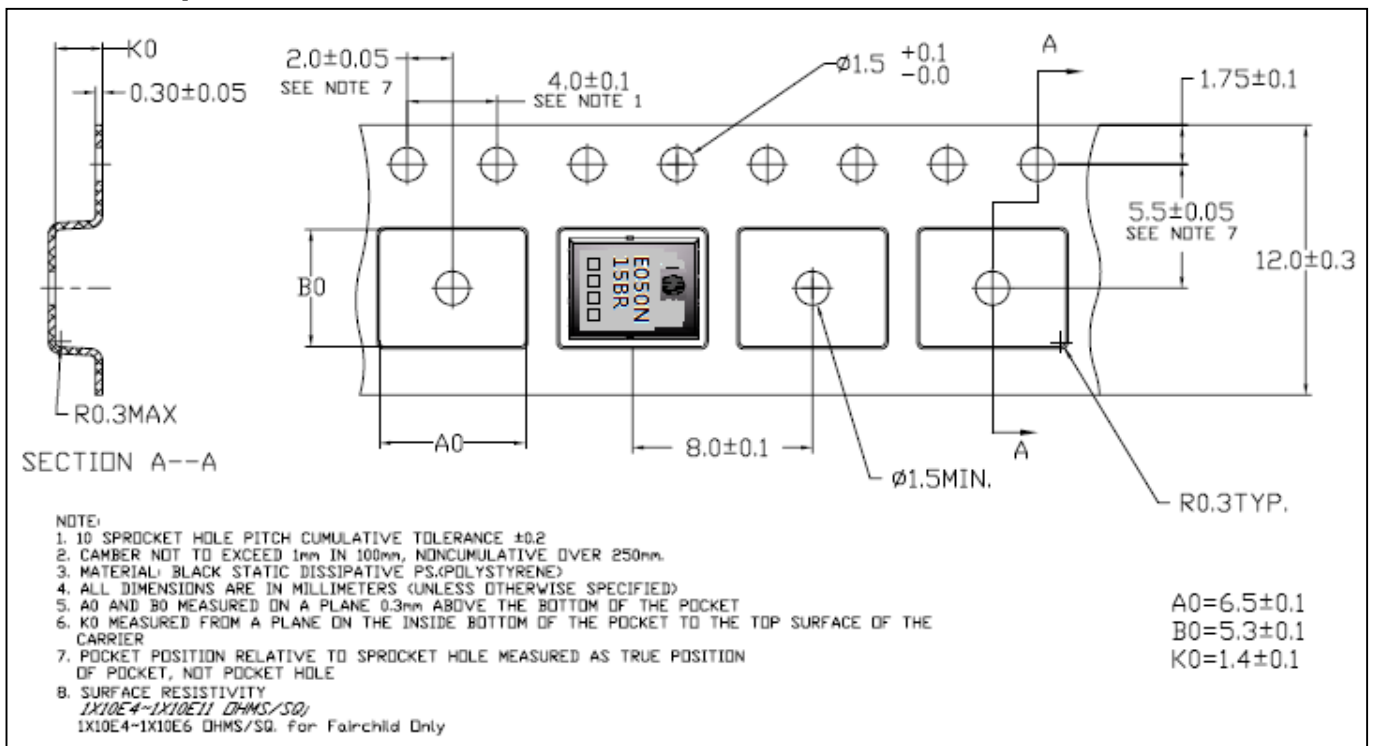 K0
0.30±0.05
2.0±0.05
SEE NOTE 7
4.0±0.1
SEE NOTE 1
Ø1.5 +0.1
-0.0
A
1.75±0.1
5.5±0.05
SEE NOTE 7
12.0±0.3
B0
E050N
15BR
R0.3MAX
A0
8.0±0.1
A
Ø1.5MIN.
R0.3TYP.
SECTION A--A
NOTE:
1. 10 SPROCKET HOLE PITCH CUMULATIVE TOLERANCE ±0.2
2. CAMBER NOT TO EXCEED 1mm IN 100mm, NONCUMULATIVE OVER 250mm.
3. MATERIAL: BLACK STATIC DISSIPATIVE PS.(POLYSTYRENE)
4. ALL DIMENSIONS ARE IN MILLIMETERS (UNLESS OTHERWISE SPECIFIED)
5. A0 AND B0 MEASURED ON A PLANE 0.3mm ABOVE THE BOTTOM OF THE POCKET
6. K0 MEASURED FROM A PLANE ON THE INSIDE BOTTOM OF THE POCKET TO THE TOP SURFACE OF THE
CARRIER
7. POCKET POSITION RELATIVE TO SPROCKET HOLE MEASURED AS TRUE POSITION
OF POCKET, NOT POCKET HOLE
8. SURFACE RESISTIVITY
1X10E4~1X10E11 OHMS/SQ;
1X10E4~1X10E6 OHMS/SQ. for Fairchild Only
A0=6.5±0.1
B0=5.3±0.1
K0=1.4±0.1